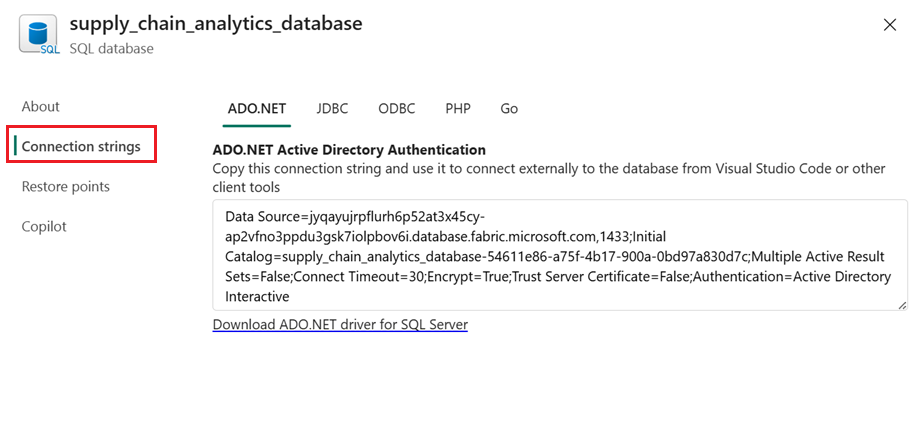 supply_chain_analytics_database
SQL
SQL database
About
Connection strings
Restore points
Copilot
ADO.NET JDBC ODBC PHP Go
ADO.NET Active Directory Authentication
Copy this connection string and use it to connect externally to the database from Visual Studio Code or other
client tools
Data Source=jyqayujrpflurh6p52at3x45cy-
ap2vfno3ppdu3gsk7iolpbov6i.database.fabric.microsoft.com,1433;Initial
Catalog=supply_chain_analytics_database-54611e86-a75f-4b17-900a-0bd97a830d7c;Multiple Active Result
Sets=False;Connect Timeout=30;Encrypt=True;Trust Server Certificate=False;Authentication=Active Directory
Interactive
Download ADO.NET driver for SQL Server